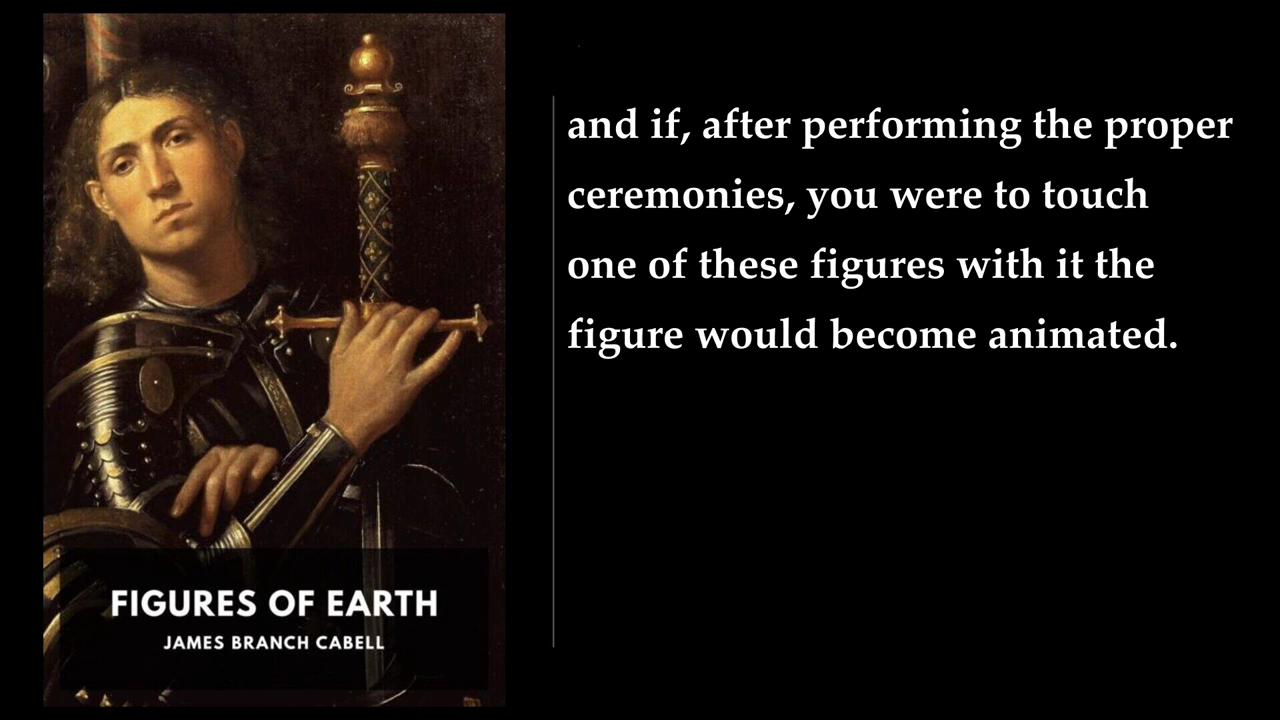 and if, after performing the proper
ceremonies, you were to touch
one of these figures with it the
figure would become animated.
FIGURES OF EARTH
JAMES BRANCH CABELL